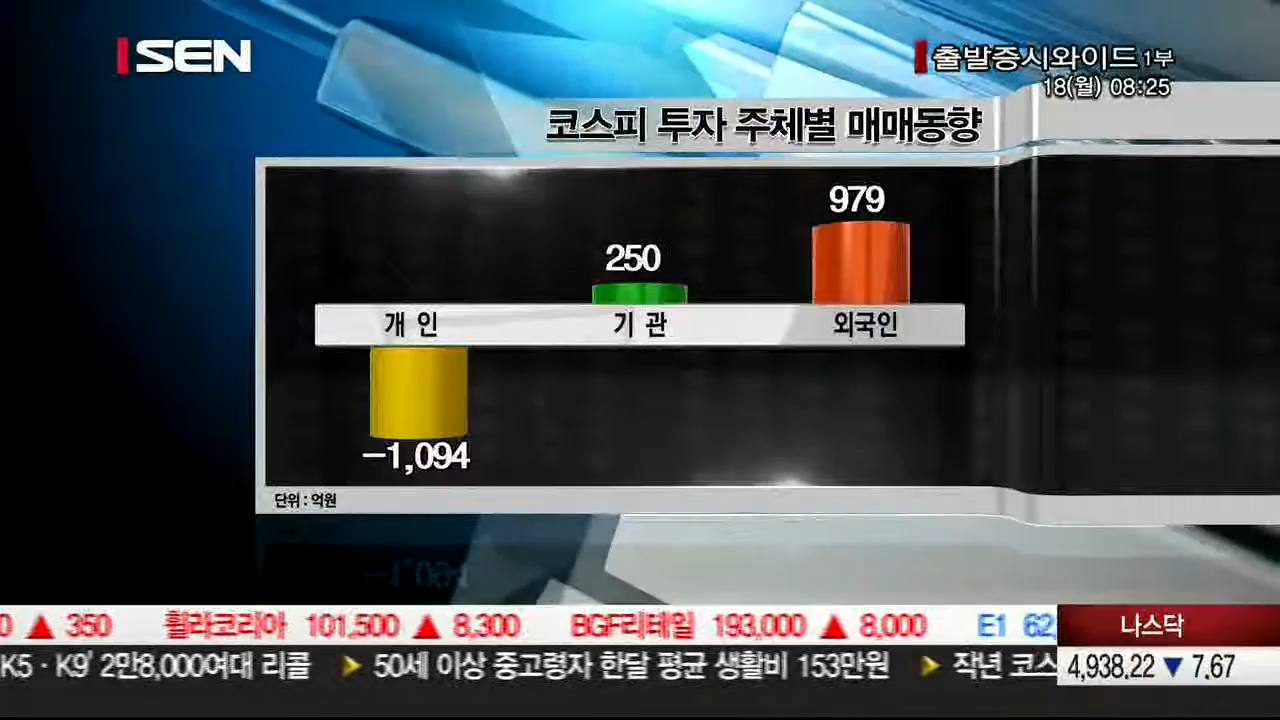 SEN
출발증시와이드 1부
18(월) 08:25
코스피 투자 주체별 매매동향
979
250
개 인 기 관 외국인
-1,094
단위 : 억원
0 ▲ 350 휠라코리아 101,500 ▲ 8,300 BGF리테일 193,000 ▲ 8,000 E1 62, 나스닥
K5 · K9' 2만8,000여대 리콜 ▶ 50세 이상 중고령자 한달 평균 생활비 153만원 ▶ 작년 코스 4,938.22 ▼ 7.67